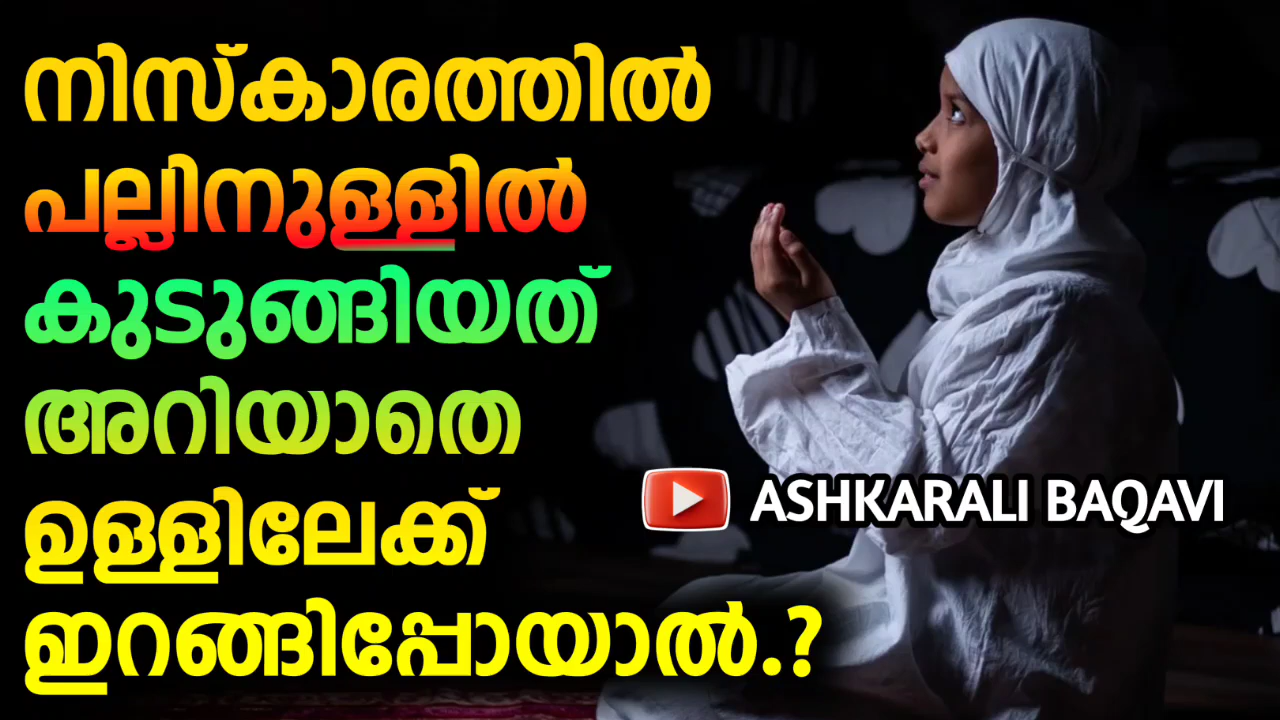 നിസ്കാരത്തിൽ
പല്ലിനുള്ളിൽ
കുടുങ്ങിയത്
അറിയാതെ
ഉള്ളിലേക്ക്
ഇറങ്ങിപ്പോയാൽ.?
ASHKARALI BAQAVI